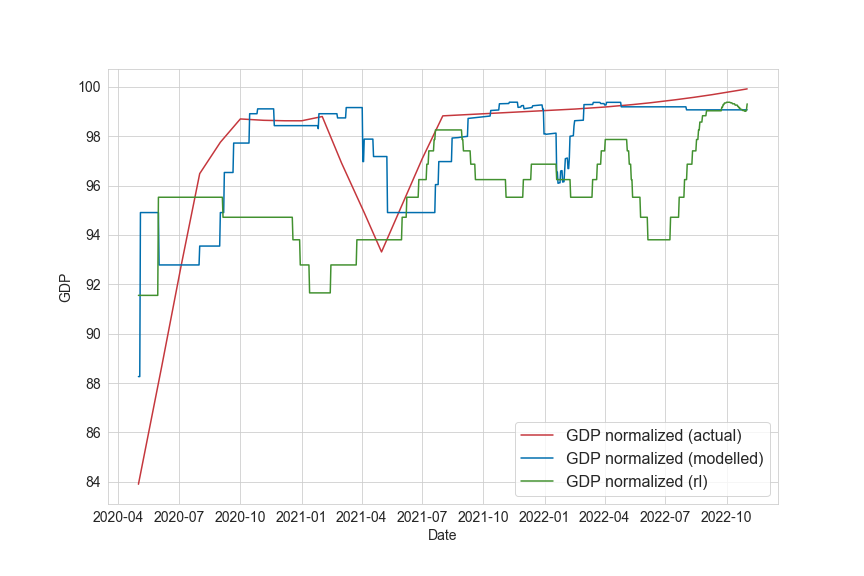 100
98
96
94
92
90
88
86
84
GDP
GDP normalized (actual)
GDP normalized (modelled)
GDP normalized (rl)
2020-04 2020-07 2020-10 2021-01 2021-04 2021-07 2021-10 2022-01 2022-04 2022-07 2022-10
Date